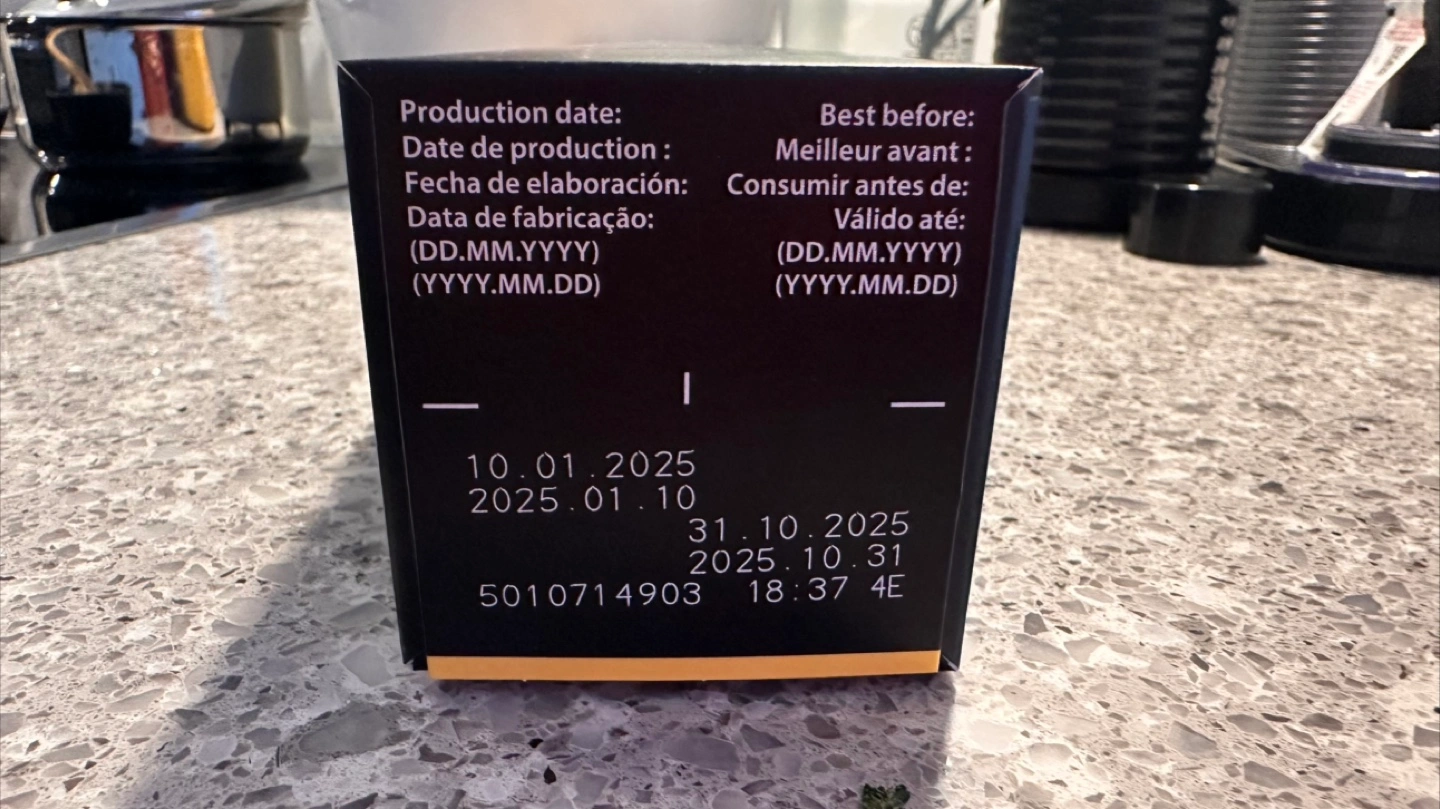 Production date:
Date de production :
Fecha de elaboración:
Data de fabricação:
(DD.MM.YYYY)
(YYYY.MM.DD)
Best before:
Meilleur avant :
Consumir antes de:
Válido até:
(DD.MM.YYYY)
(YYYY.MM.DD)
10.01.2025
2025.01.10
31.10.2025
2025.10.31
5010714903 18:37 4E